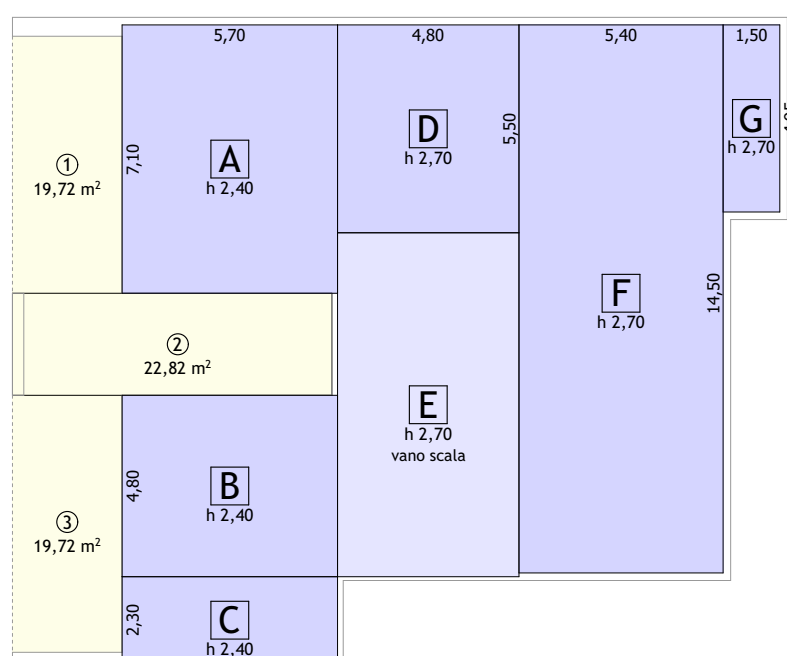 5,70
4,80
5,40
1,50
7,10
A
h 2,40
D
h 2,70
5,50
G
h 2,70
1
19,72 m²
F
h 2,70
14,50
2
22,82 m²
E
h 2,70
vano scala
4,80
B
h 2,40
3
19,72 m²
2,30
C
h 2,40